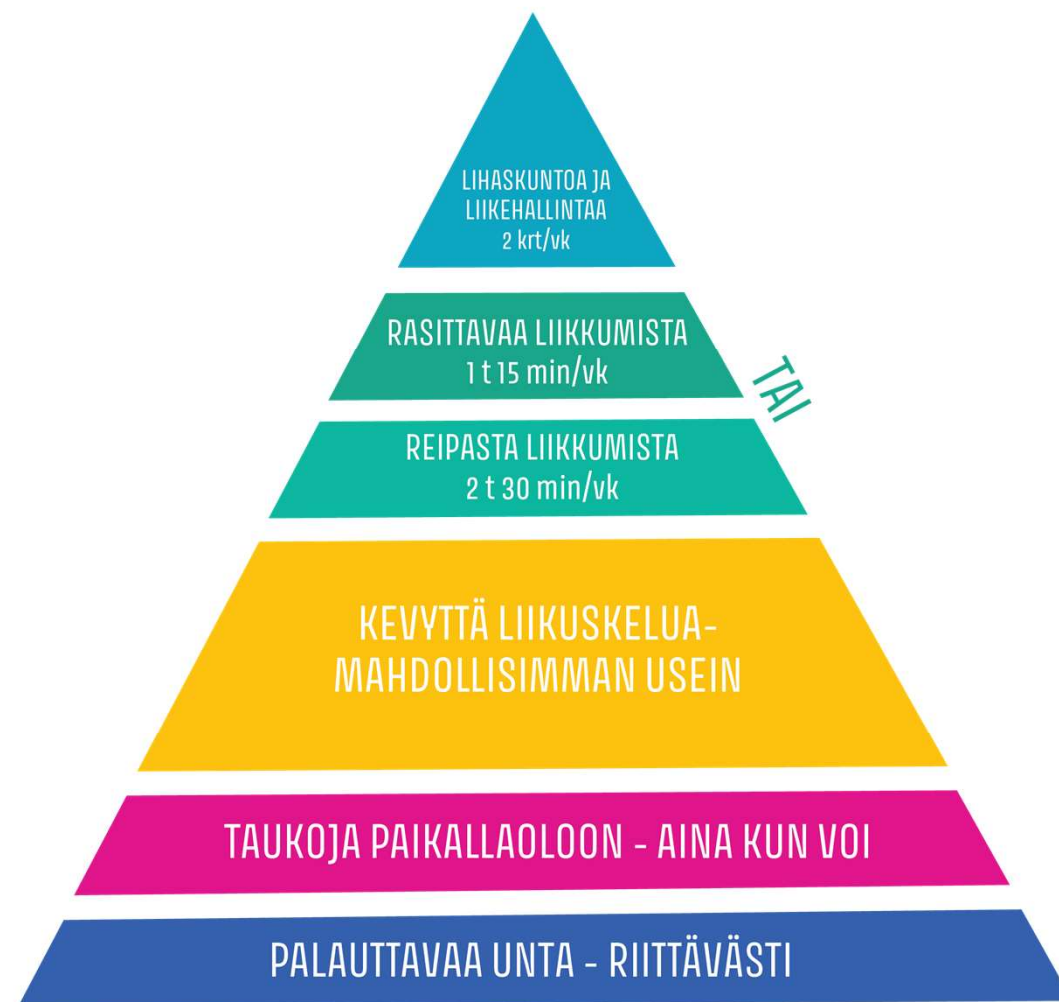 LIHASKUNTOA JA
LIIKEHALLINTAA
2 krt/vk
RASITTAVAA LIIKKUMISTA
1 t 15 min/vk
TAI
REIPASTA LIIKKUMISTA
2 t 30 min/vk
KEVYTTÄ LIIKUSKELUA-
MAHDOLLISIMMAN USEIN
TAUKOJA PAIKALLAOLOON - AINA KUN VOI
PALAUTTAVAA UNTA - RIITTÄVÄSTI